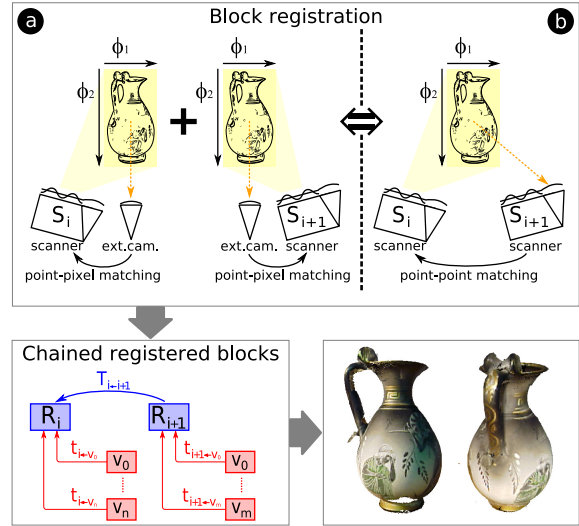 a Block registration b
ϕ₁ ϕ₁ ϕ₁
ϕ₂ ϕ₂ ϕ₂
+
Sᵢ Sᵢ₊₁ Sᵢ Sᵢ₊₁
scanner ext.cam. ext.cam. scanner scanner scanner
point-pixel matching point-pixel matching point-point matching
Chained registered blocks
Tᵢ←ᵢ₊₁
Rᵢ Rᵢ₊₁
tᵢ←v₀ v₀ tᵢ₊₁←v₀ v₀
tᵢ←vₙ vₙ tᵢ₊₁←vₘ vₘ